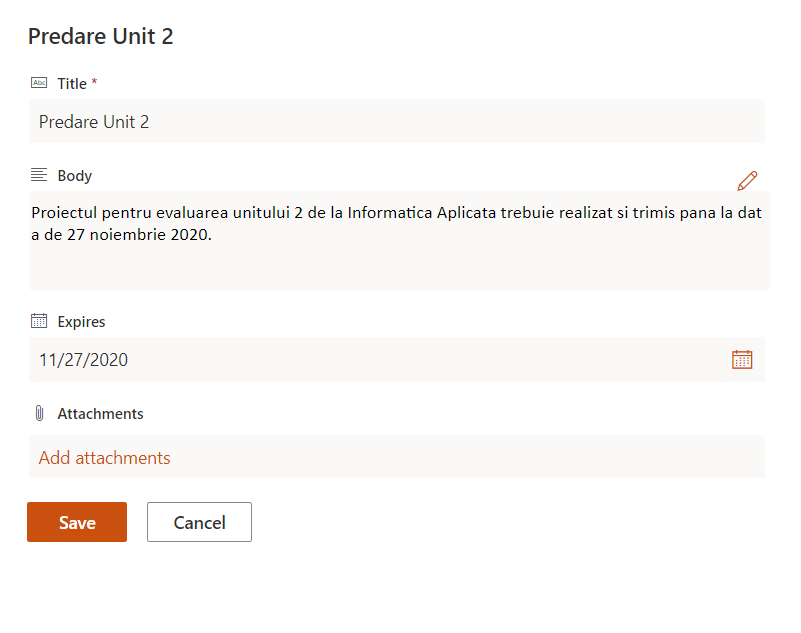 Predare Unit 2
Abc Title *
Predare Unit 2
Body
Proiectul pentru evaluarea unitului 2 de la Informatica Aplicata trebuie realizat si trimis pana la dat
a de 27 noiembrie 2020.
Expires
11/27/2020
Attachments
Add attachments
Save Cancel